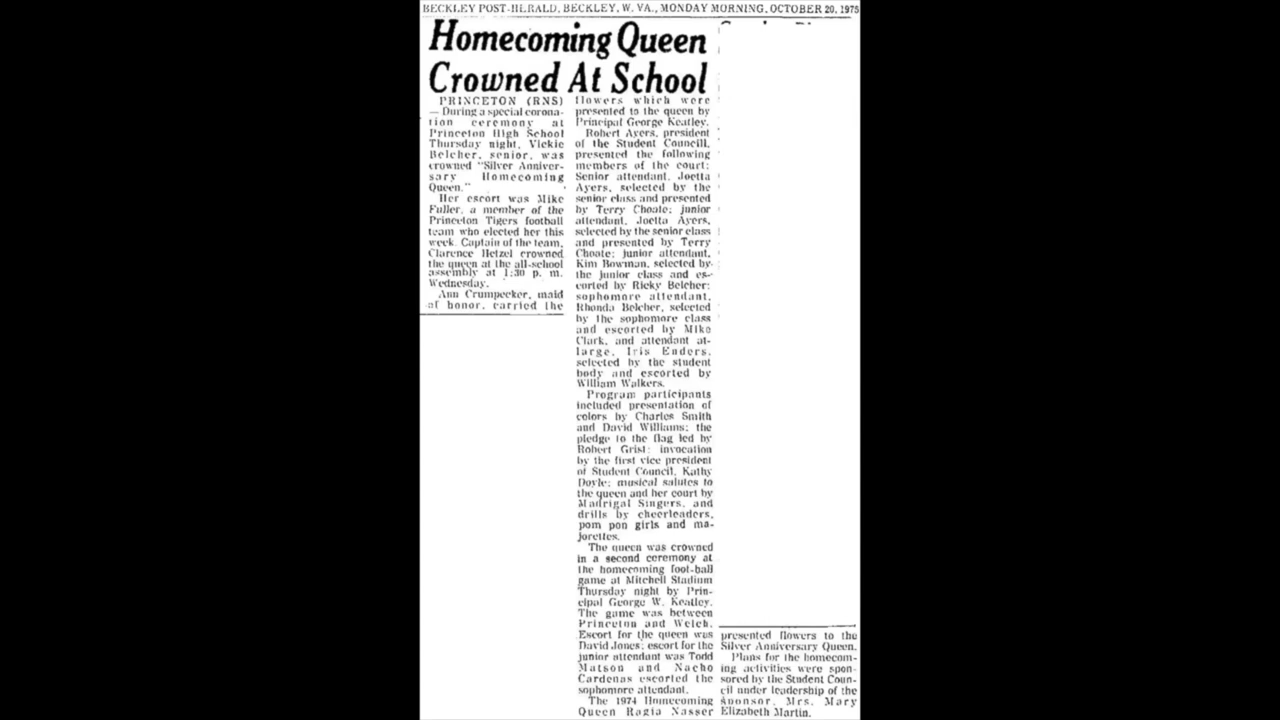 BECKLEY POST-HERALD, BECKLEY, W. VA., MONDAY MORNING, OCTOBER 20, 1975
Homecoming Queen
Crowned At School
PRINCETON (RNS)
— During a special corona-
tion ceremony at
Princeton High School
Thursday night, Vickie
Belcher, senior, was
crowned "Silver Anniver-
sary Homecoming
Queen."
Her escort was Mike
Fuller, a member of the
Princeton Tigers football
team who elected her this
week. Captain of the team,
Clarence Hetzel crowned
the queen at the all-school
assembly at 1:30 p. m.
Wednesday.
Ann Crumpecker, maid
of honor, carried the
flowers which were
presented to the queen by
Principal George Keatley.
Robert Ayers, president
of the Student Councill,
presented the following
members of the court:
Senior attendant, Joetta
Ayers, selected by the
senior class and presented
by Terry Choate; junior
attendant, Joetta Ayers,
selected by the senior class
and presented by Terry
Choate; junior attendant,
Kim Bowman, selected by
the junior class and es-
corted by Ricky Belcher;
sophomore attendant,
Rhonda Belcher, selected
by the sophomore class
and escorted by Mike
Clark, and attendant at-
large, Iris Enders,
selected by the student
body and escorted by
William Walkers.
Program participants
included presentation of
colors by Charles Smith
and David Williams; the
pledge to the flag led by
Robert Grist; invocation
by the first vice president
of Student Council, Kathy
Doyle; musical salutes to
the queen and her court by
Madrigal Singers, and
drills by cheerleaders,
pom pon girls and ma-
jorettes.
The queen was crowned
in a second ceremony at
the homecoming foot-ball
game at Mitchell Stadium
Thursday night by Prin-
cipal George W. Keatley.
The game was between
Princeton and Welch.
Escort for the queen was
David Jones; escort for the
junior attendant was Todd
Matson and Nacho
Cardenas escorted the
sophomore attendant.
The 1974 Homecoming
Queen Ragia Nasser
presented flowers to the
Silver Anniversary Queen.
Plans for the homecom-
ing activities were spon-
sored by the Student Coun-
cil under leadership of the
sponsor, Mrs. Mary
Elizabeth Martin.